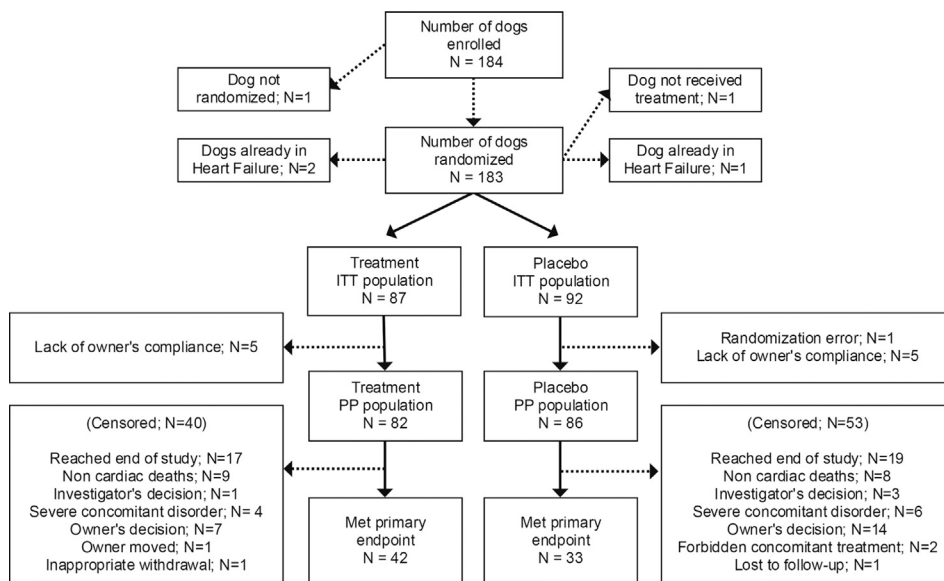 Number of dogs
enrolled
N = 184
Dog not
randomized; N=1
Dog not received
treatment; N=1
Number of dogs
randomized
N = 183
Dogs already in
Heart Failure; N=2
Dog already in
Heart Failure; N=1
Treatment
ITT population
N = 87
Placebo
ITT population
N = 92
Lack of owner's compliance; N=5
Randomization error; N=1
Lack of owner's compliance; N=5
Treatment
PP population
N = 82
Placebo
PP population
N = 86
(Censored; N=40)
Reached end of study; N=17
Non cardiac deaths; N=9
Investigator's decision; N=1
Severe concomitant disorder; N= 4
Owner's decision; N=7
Owner moved; N=1
Inappropriate withdrawal; N=1
(Censored; N=53)
Reached end of study; N=19
Non cardiac deaths; N=8
Investigator's decision; N=3
Severe concomitant disorder; N=6
Owner's decision; N=14
Forbidden concomitant treatment; N=2
Lost to follow-up; N=1
Met primary
endpoint
N = 42
Met primary
endpoint
N = 33